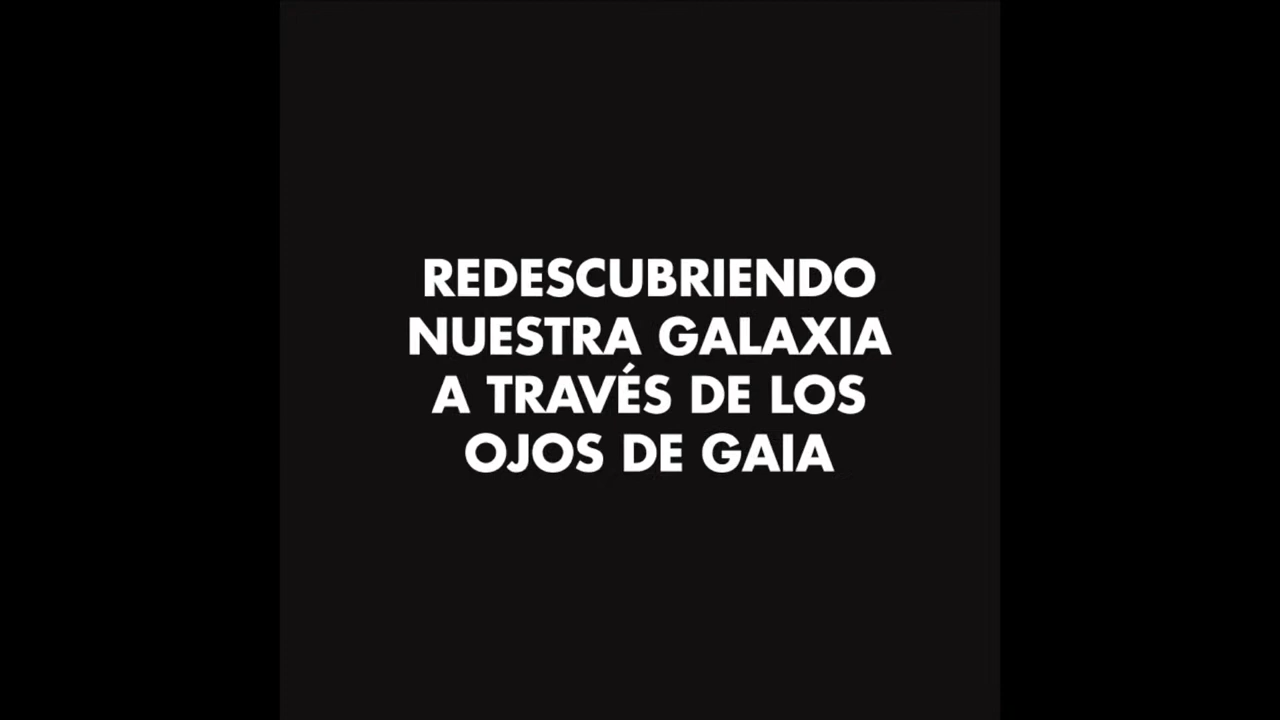 REDESCUBRIENDO
NUESTRA GALAXIA
A TRAVÉS DE LOS
OJOS DE GAIA